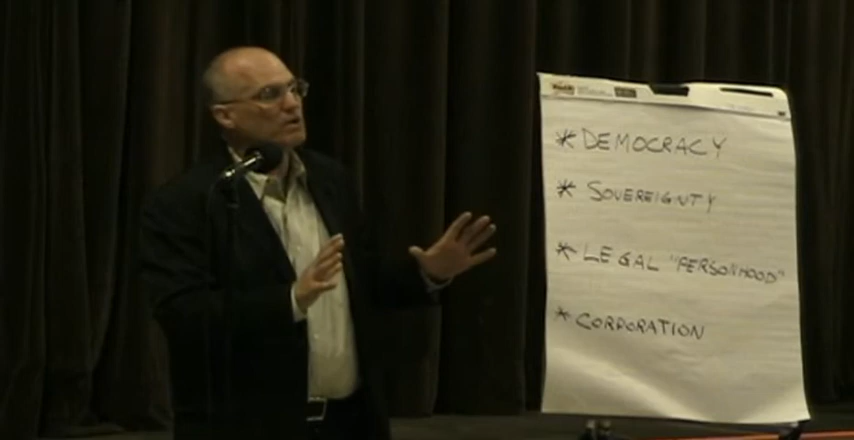 * DEMOCRACY
* SOVEREIGNTY
* LEGAL "PERSONHOOD"
* CORPORATION